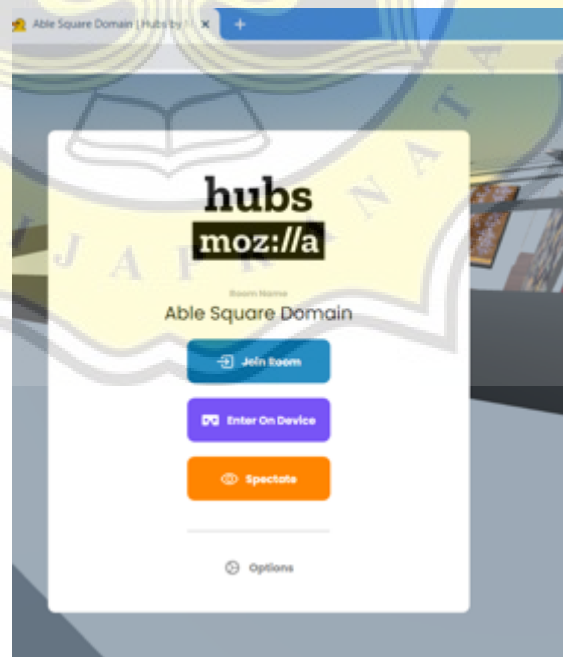 Able Square Domain | Hubs by M
hubs
moz://a
Room Name
Able Square Domain
Join Room
Enter On Device
Spectate
Options